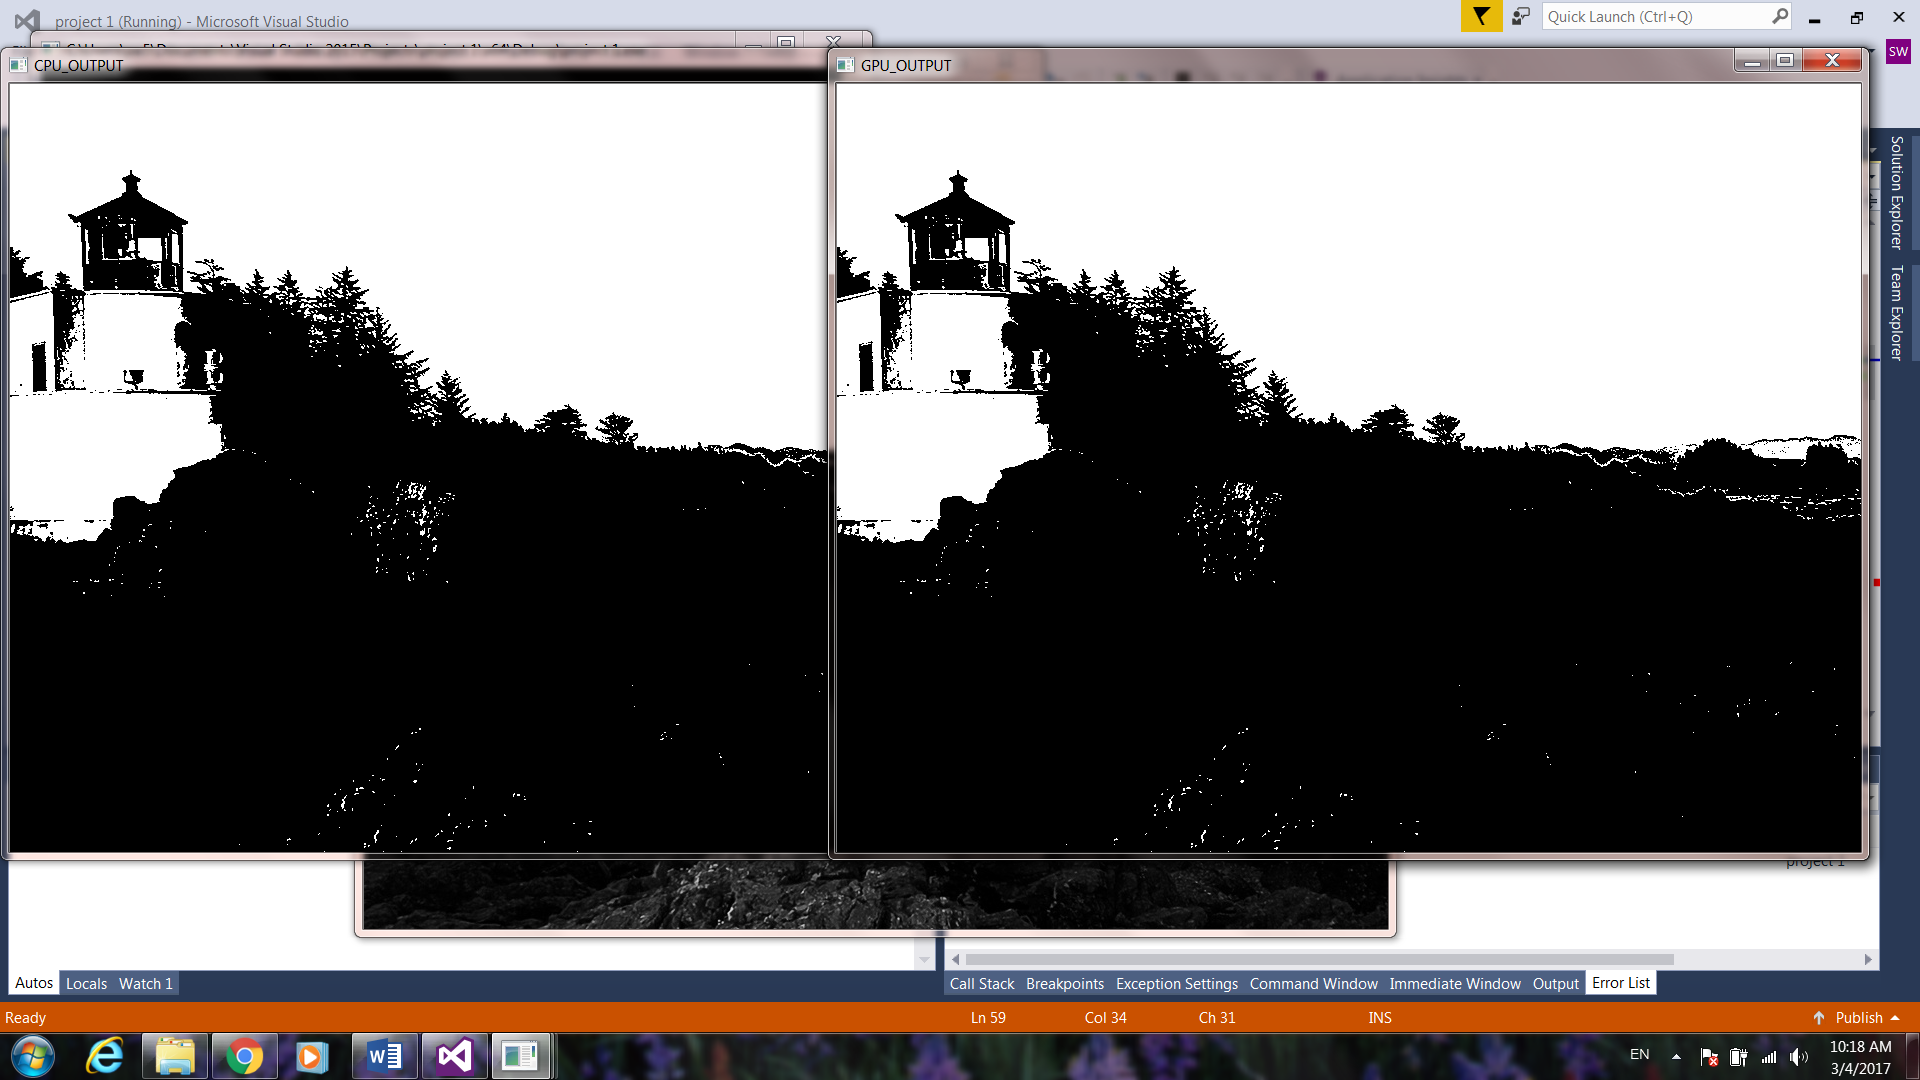 project 1 (Running) - Microsoft Visual Studio
Quick Launch (Ctrl+Q)
SW
CPU_OUTPUT
GPU_OUTPUT
Solution Explorer
Team Explorer
project 1
Autos
Locals
Watch 1
Call Stack
Breakpoints
Exception Settings
Command Window
Immediate Window
Output
Error List
Ready
Ln 59
Col 34
Ch 31
INS
Publish
EN
10:18 AM
3/4/2017